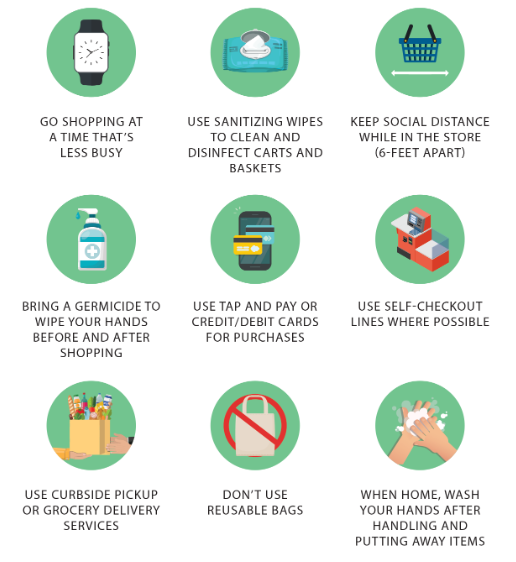 GO SHOPPING AT
A TIME THAT'S
LESS BUSY
USE SANITIZING WIPES
TO CLEAN AND
DISINFECT CARTS AND
BASKETS
KEEP SOCIAL DISTANCE
WHILE IN THE STORE
(6-FEET APART)
BRING A GERMICIDE TO
WIPE YOUR HANDS
BEFORE AND AFTER
SHOPPING
USE TAP AND PAY OR
CREDIT/DEBIT CARDS
FOR PURCHASES
USE SELF-CHECKOUT
LINES WHERE POSSIBLE
USE CURBSIDE PICKUP
OR GROCERY DELIVERY
SERVICES
DON'T USE
REUSABLE BAGS
WHEN HOME, WASH
YOUR HANDS AFTER
HANDLING AND
PUTTING AWAY ITEMS